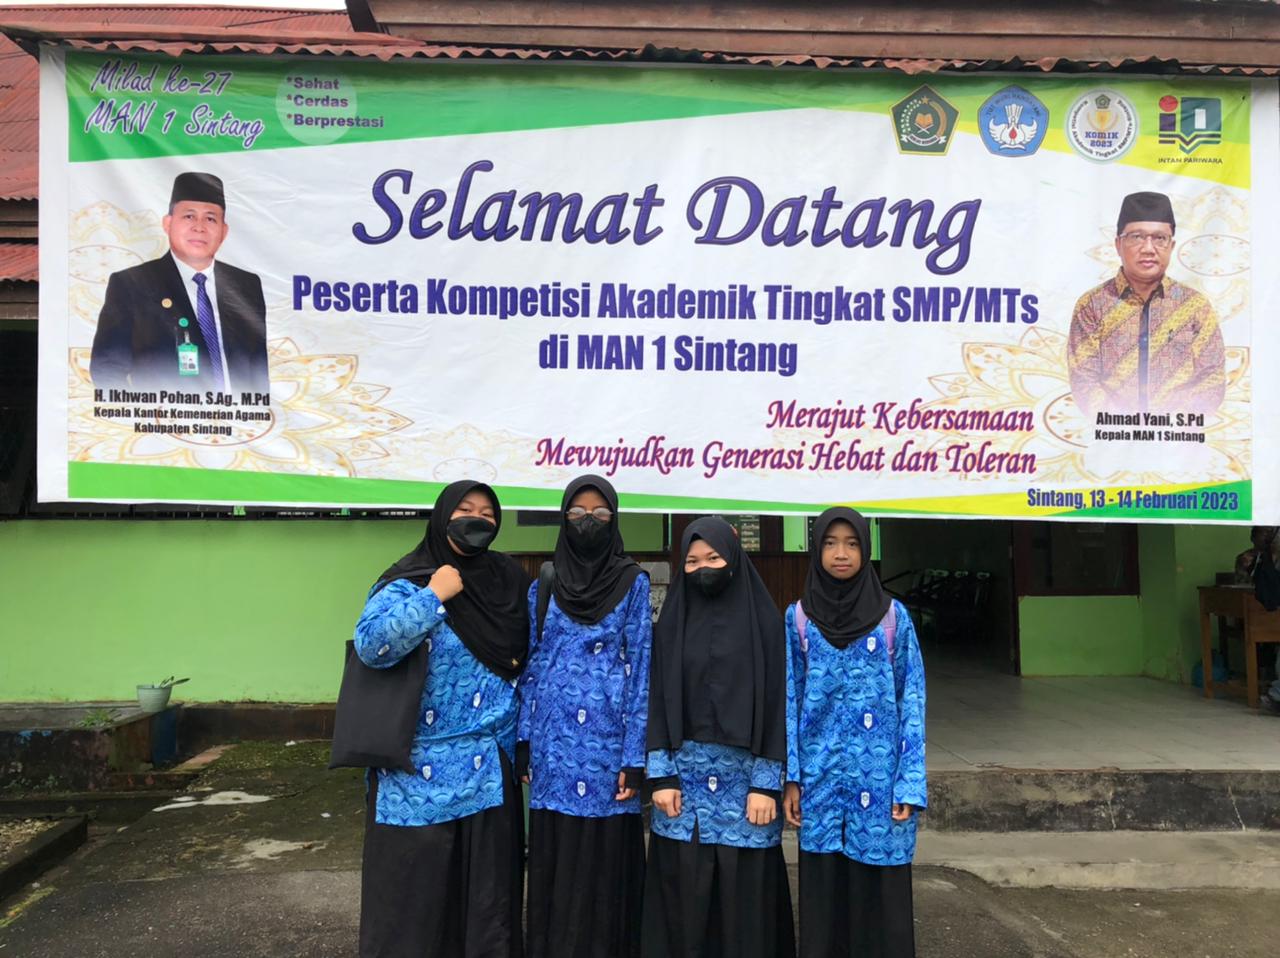 Milad ke-27
MAN 1 Sintang
*Sehat
*Cerdas
*Berprestasi
KOMIK
2023
INTAN PARIWARA
Selamat Datang
Peserta Kompetisi Akademik Tingkat SMP/MTs
di MAN 1 Sintang
Merajut Kebersamaan
Mewujudkan Generasi Hebat dan Toleran
H. Ikhwan Pohan, S.Ag., M.Pd
Kepala Kantor Kemenerian Agama
Kabupaten Sintang
Ahmad Yani, S.Pd
Kepala MAN 1 Sintang
Sintang, 13 - 14 Februari 2023